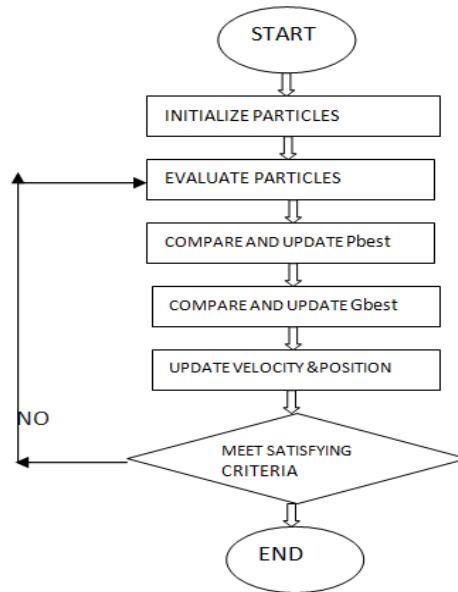 START
INITIALIZE PARTICLES
EVALUATE PARTICLES
COMPARE AND UPDATE Pbest
COMPARE AND UPDATE Gbest
UPDATE VELOCITY &POSITION
NO
MEET SATISFYING
CRITERIA
END